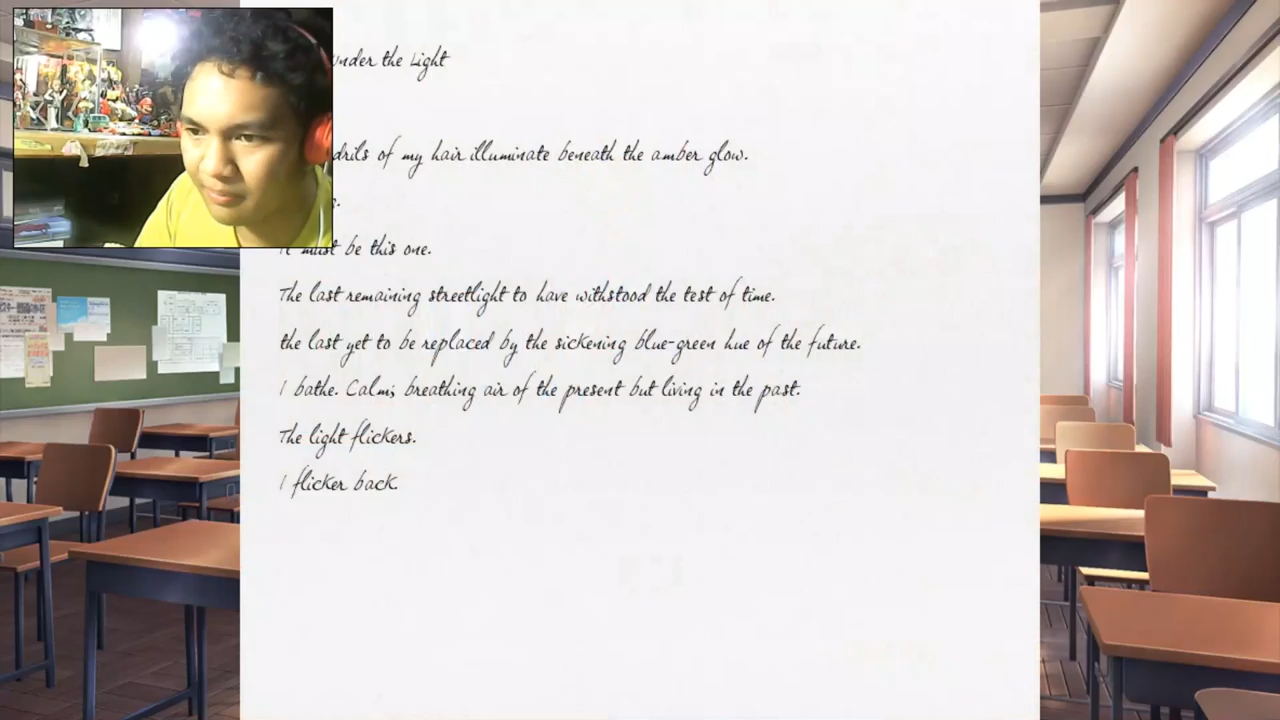 under the Light
of my hair illuminate beneath the amber glow.
It must be this one.
The last remaining streetlight to have withstood the test of time.
the last yet to be replaced by the sickening blue-green hue of the future.
I bathe. Calm; breathing air of the present but living in the past.
The light flickers.
I flicker back.